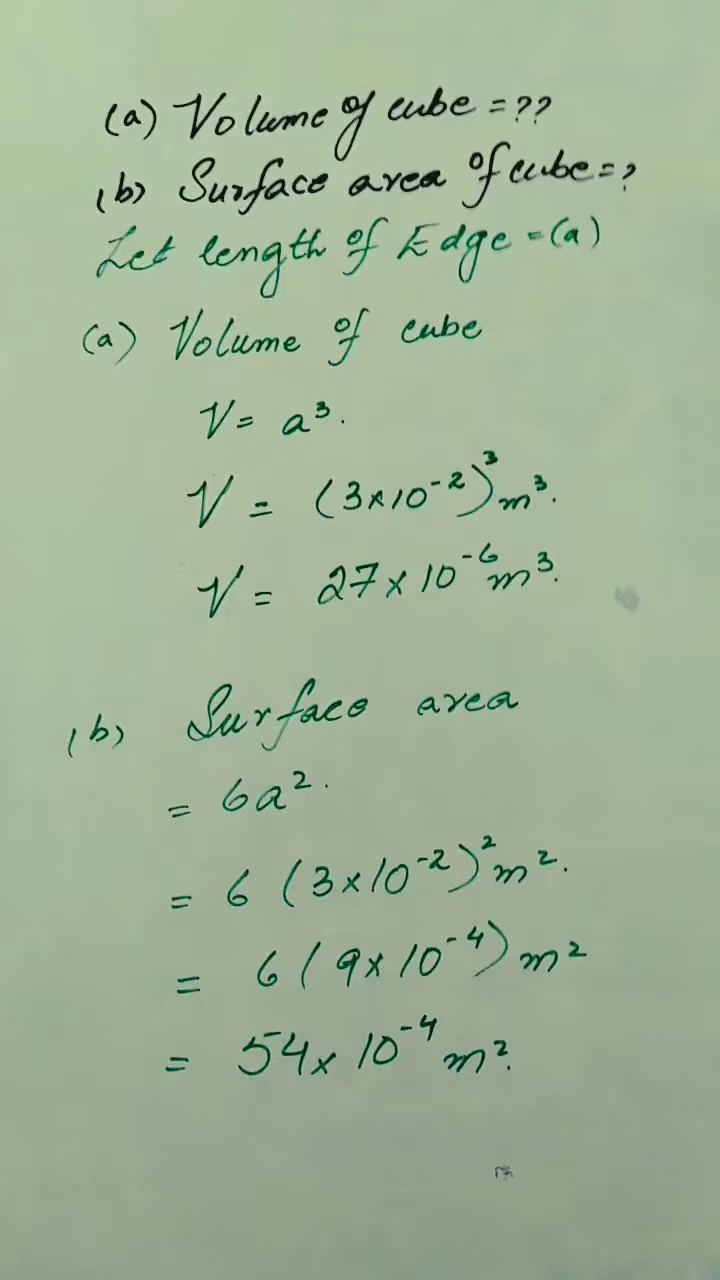 (a) Volume of cube = ??
(b) Surface area of cube = ?
Let length of Edge = (a)
(a) Volume of cube
V = a³.
V = (3×10⁻²)³ m³.
V = 27×10⁻⁶ m³.
(b) Surface area
= 6a².
= 6 (3×10⁻²)² m².
= 6 (9×10⁻⁴) m²
= 54×10⁻⁴ m².